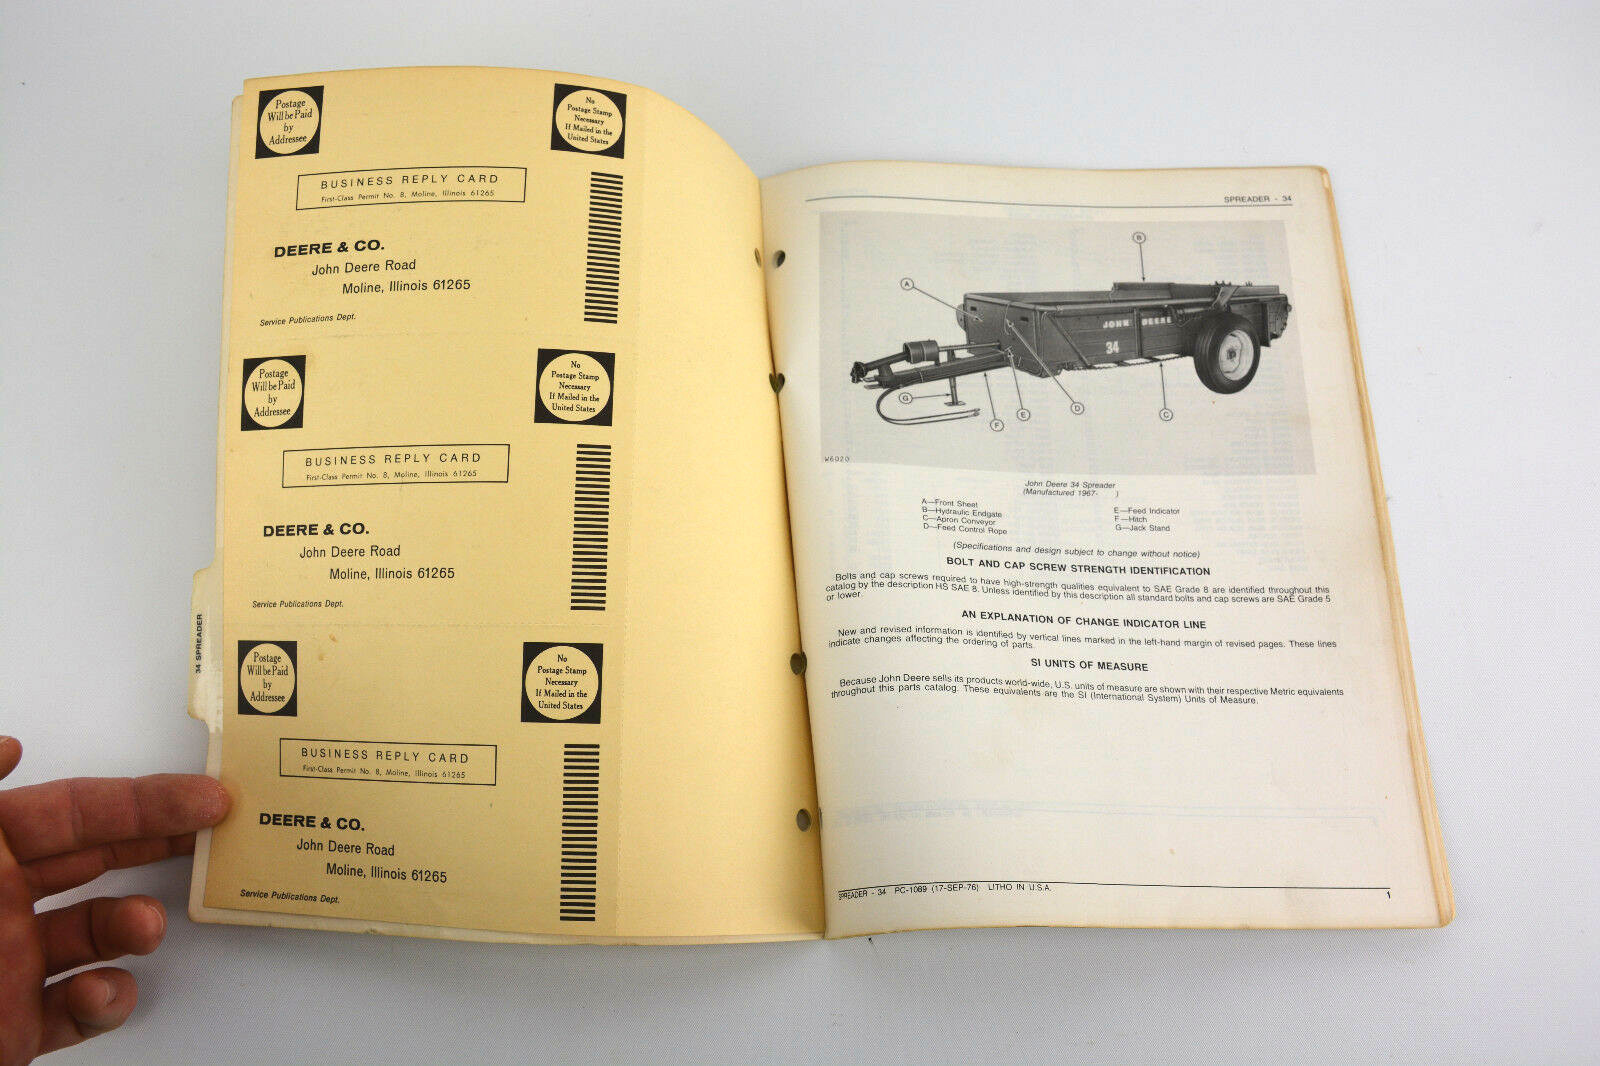 Postage
Will be Paid
by
Addressee
No
Postage Stamp
Necessary
If Mailed in the
United States
BUSINESS REPLY CARD
First-Class Permit No. 8, Moline, Illinois 61265
DEERE & CO.
John Deere Road
Moline, Illinois 61265
Service Publications Dept.
Postage
Will be Paid
by
Addressee
No
Postage Stamp
Necessary
If Mailed in the
United States
BUSINESS REPLY CARD
First-Class Permit No. 8, Moline, Illinois 61265
DEERE & CO.
John Deere Road
Moline, Illinois 61265
Service Publications Dept.
34 SPREADER
Postage
Will be Paid
by
Addressee
No
Postage Stamp
Necessary
If Mailed in the
United States
BUSINESS REPLY CARD
First-Class Permit No. 8, Moline, Illinois 61265
DEERE & CO.
John Deere Road
Moline, Illinois 61265
Service Publications Dept.
SPREADER - 34
B
A
JOHN DEERE
34
G
F
E
D
C
W6020
John Deere 34 Spreader
(Manufactured 1967- )
A—Front Sheet
B—Hydraulic Endgate
C—Apron Conveyor
D—Feed Control Rope
E—Feed Indicator
F—Hitch
G—Jack Stand
(Specifications and design subject to change without notice)
BOLT AND CAP SCREW STRENGTH IDENTIFICATION
Bolts and cap screws required to have high-strength qualities equivalent to SAE Grade 8 are identified throughout this
catalog by the description HS SAE 8. Unless identified by this description all standard bolts and cap screws are SAE Grade 5
or lower.
AN EXPLANATION OF CHANGE INDICATOR LINE
New and revised information is identified by vertical lines marked in the left-hand margin of revised pages. These lines
indicate changes affecting the ordering of parts.
SI UNITS OF MEASURE
Because John Deere sells its products world-wide, U.S. units of measure are shown with their respective Metric equivalents
throughout this parts catalog. These equivalents are the SI (International System) Units of Measure.
SPREADER - 34 PC-1089 (17-SEP-76) LITHO IN U.S.A.
1